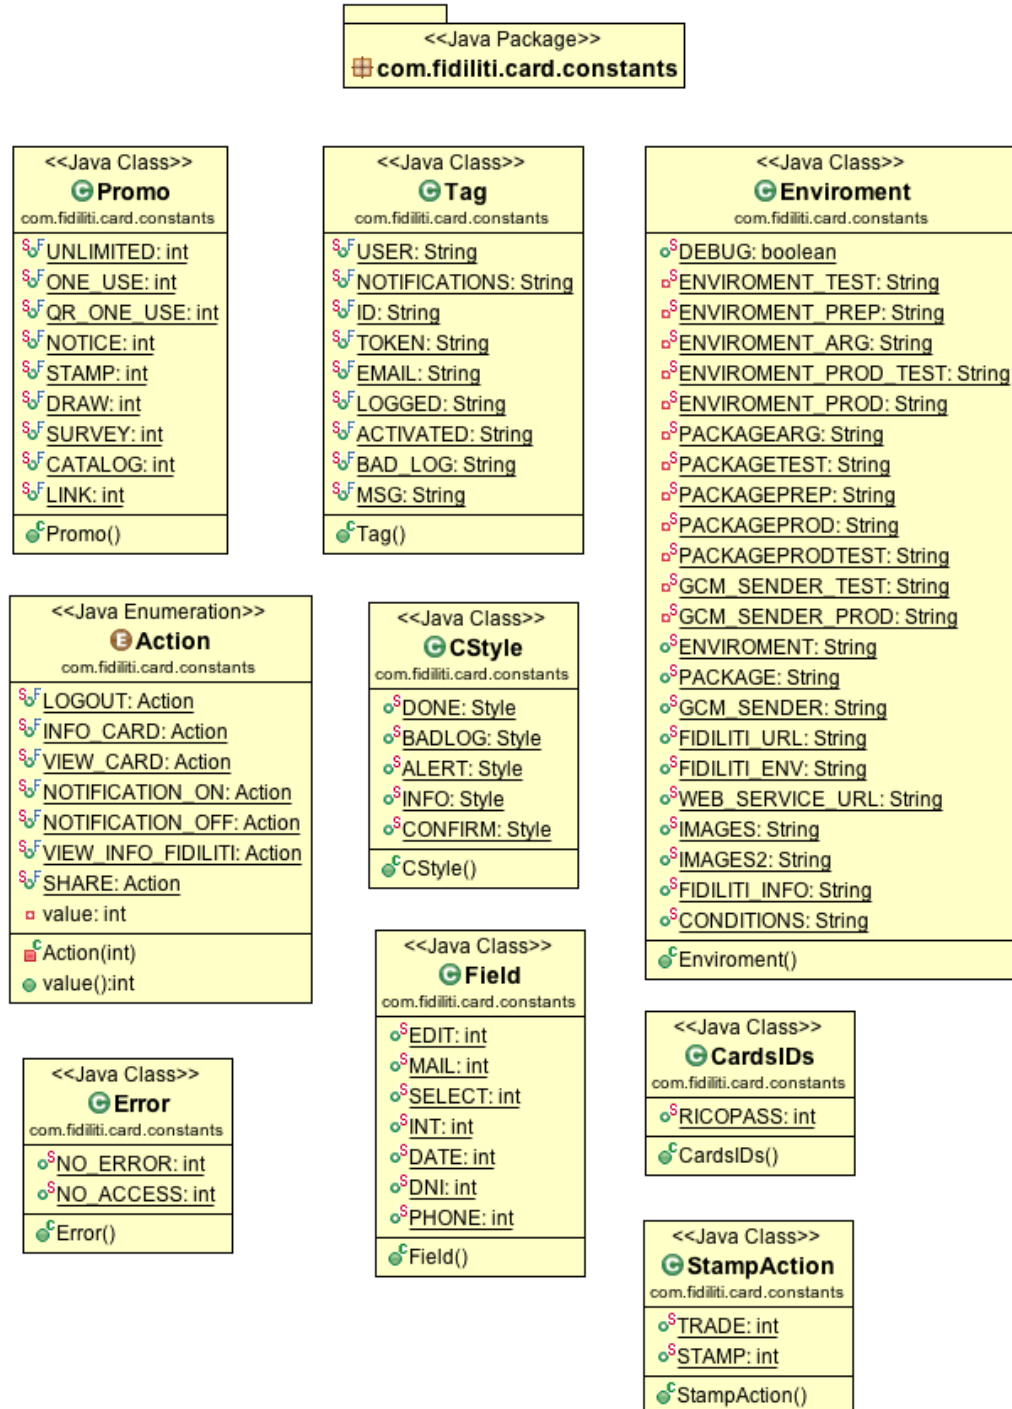 <<Java Package>>
com.fidiliti.card.constants
<<Java Class>>
Promo
com.fidiliti.card.constants
UNLIMITED: int
ONE_USE: int
QR_ONE_USE: int
NOTICE: int
STAMP: int
DRAW: int
SURVEY: int
CATALOG: int
LINK: int
Promo()
<<Java Class>>
Tag
com.fidiliti.card.constants
USER: String
NOTIFICATIONS: String
ID: String
TOKEN: String
EMAIL: String
LOGGED: String
ACTIVATED: String
BAD_LOG: String
MSG: String
Tag()
<<Java Class>>
Enviroment
com.fidiliti.card.constants
DEBUG: boolean
ENVIROMENT_TEST: String
ENVIROMENT_PREP: String
ENVIROMENT_ARG: String
ENVIROMENT_PROD_TEST: String
ENVIROMENT_PROD: String
PACKAGEARG: String
PACKAGETEST: String
PACKAGEPREP: String
PACKAGEPROD: String
PACKAGEPRODTEST: String
GCM_SENDER_TEST: String
GCM_SENDER_PROD: String
ENVIROMENT: String
PACKAGE: String
GCM_SENDER: String
FIDILITI_URL: String
FIDILITI_ENV: String
WEB_SERVICE_URL: String
IMAGES: String
IMAGES2: String
FIDILITI_INFO: String
CONDITIONS: String
Enviroment()
<<Java Enumeration>>
Action
com.fidiliti.card.constants
LOGOUT: Action
INFO_CARD: Action
VIEW_CARD: Action
NOTIFICATION_ON: Action
NOTIFICATION_OFF: Action
VIEW_INFO_FIDILITI: Action
SHARE: Action
value: int
Action(int)
value():int
<<Java Class>>
CStyle
com.fidiliti.card.constants
DONE: Style
BADLOG: Style
ALERT: Style
INFO: Style
CONFIRM: Style
CStyle()
<<Java Class>>
Field
com.fidiliti.card.constants
EDIT: int
MAIL: int
SELECT: int
INT: int
DATE: int
DNI: int
PHONE: int
Field()
<<Java Class>>
CardsIDs
com.fidiliti.card.constants
RICOPASS: int
CardsIDs()
<<Java Class>>
Error
com.fidiliti.card.constants
NO_ERROR: int
NO_ACCESS: int
Error()
<<Java Class>>
StampAction
com.fidiliti.card.constants
TRADE: int
STAMP: int
StampAction()